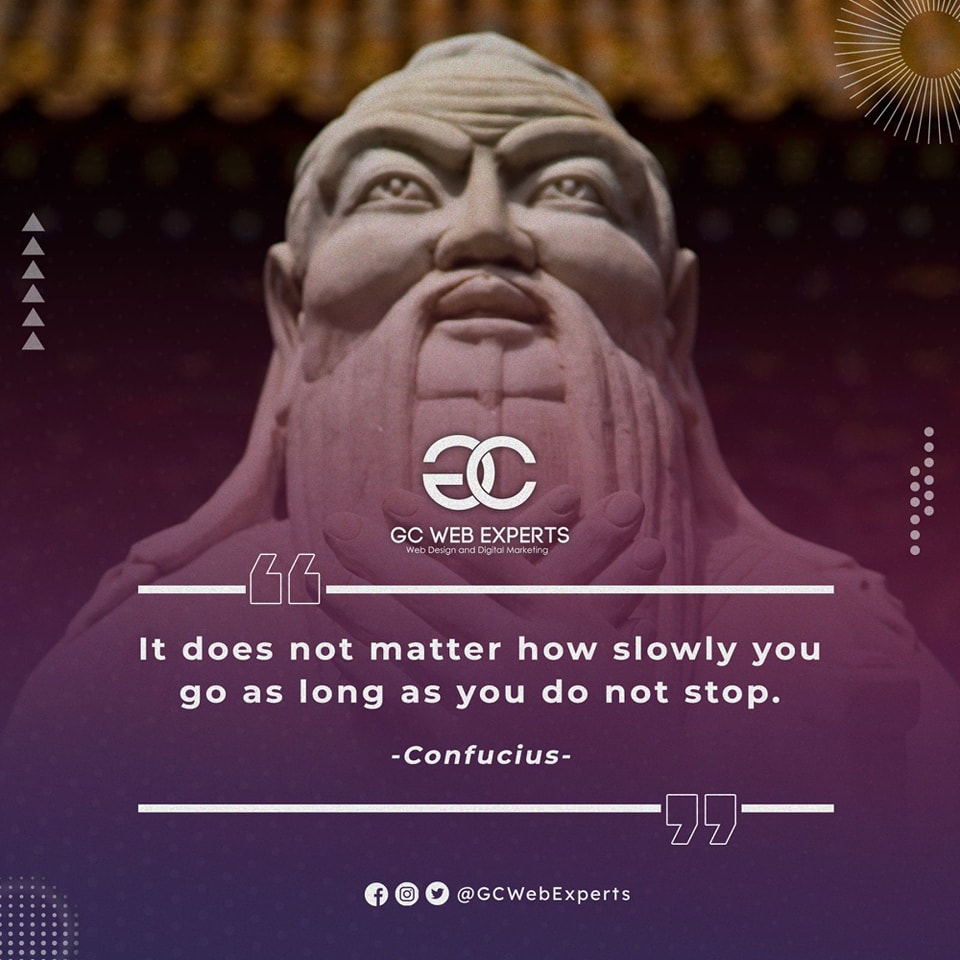 GC
GC WEB EXPERTS
Web Design and Digital Marketing
“
It does not matter how slowly you
go as long as you do not stop.
-Confucius-
”
@GCWebExperts